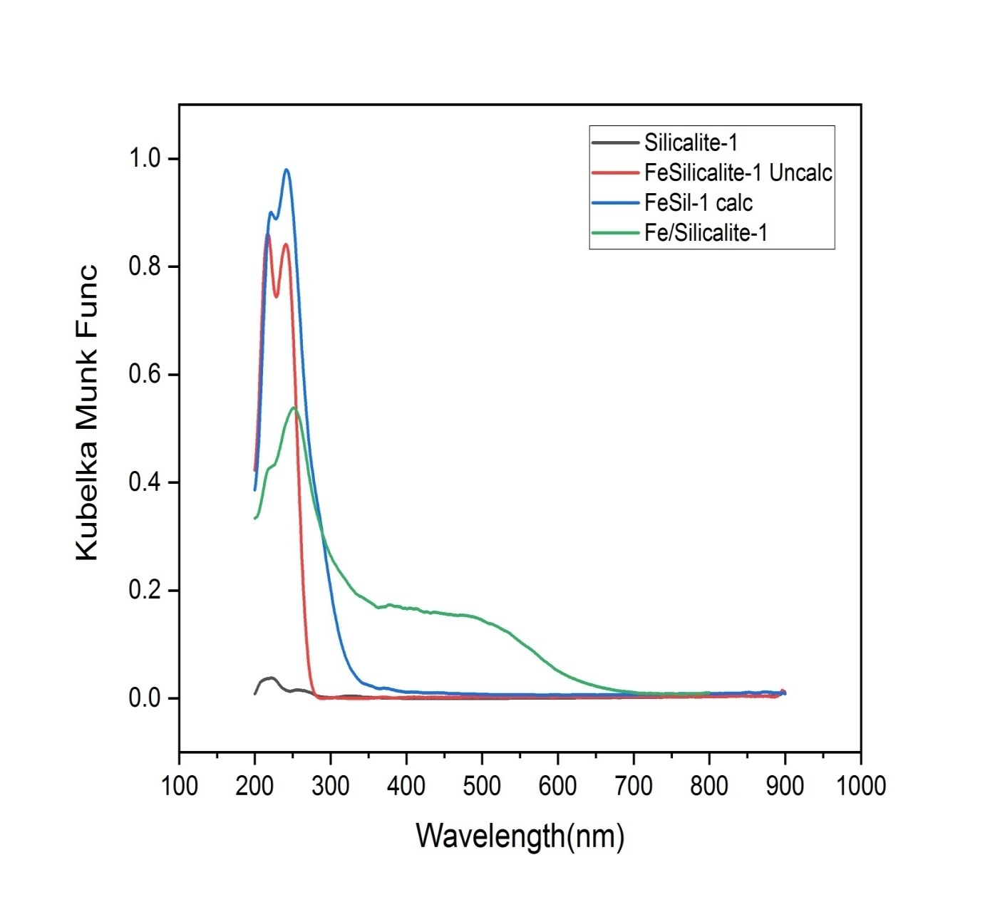 Silicalite-1
FeSilicalite-1 Uncalc
FeSil-1 calc
Fe/Silicalite-1
Kubelka Munk Func
1.0
0.8
0.6
0.4
0.2
0.0
100 200 300 400 500 600 700 800 900 1000
Wavelength(nm)